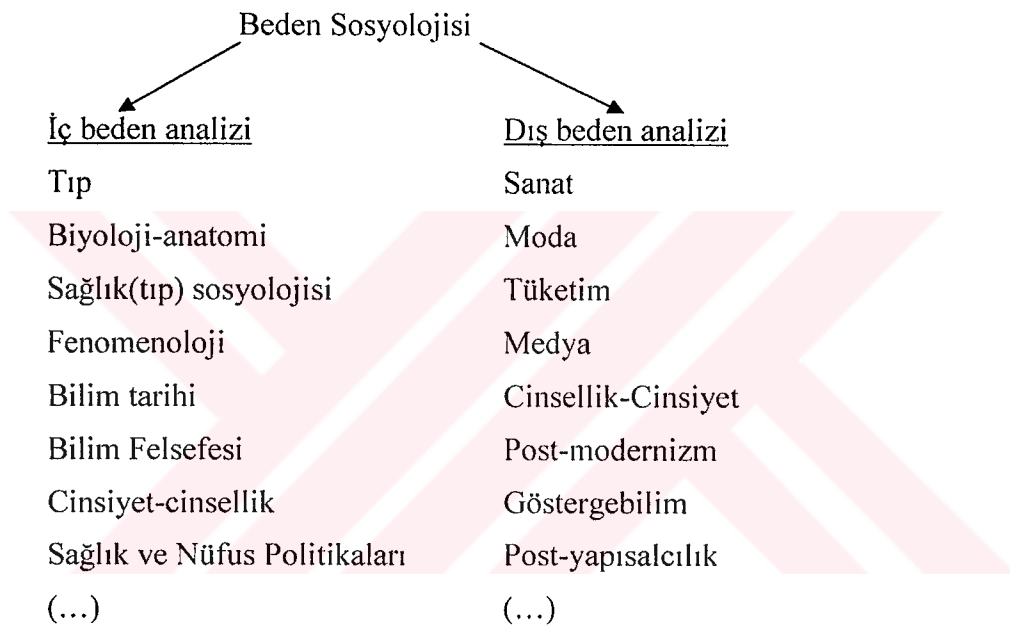 Beden Sosyolojisi
İç beden analizi
Tıp
Biyoloji-anatomi
Sağlık(tıp) sosyolojisi
Fenomenoloji
Bilim tarihi
Bilim Felsefesi
Cinsiyet-cinsellik
Sağlık ve Nüfus Politikaları
(...)
Dış beden analizi
Sanat
Moda
Tüketim
Medya
Cinsellik-Cinsiyet
Post-modernizm
Göstergebilim
Post-yapısalcılık
(...)